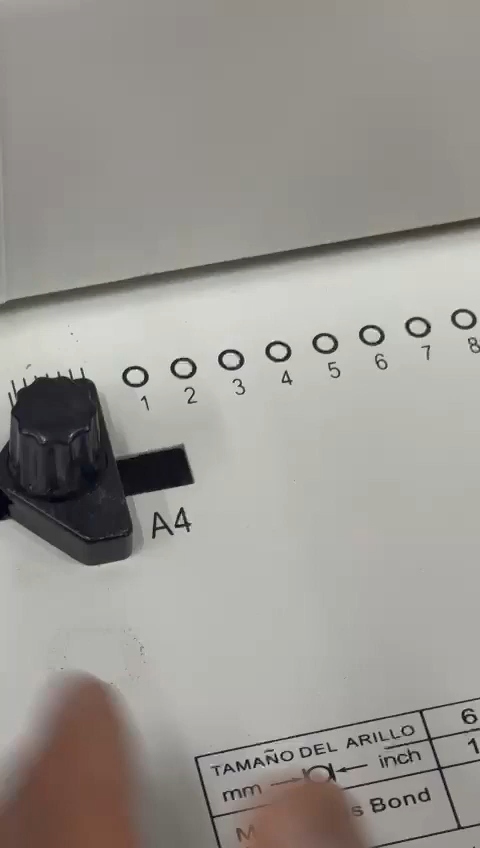 1 2 3 4 5 6 7 8
A4
TAMAÑO DEL ARILLO 6
mm inch 1
s Bond